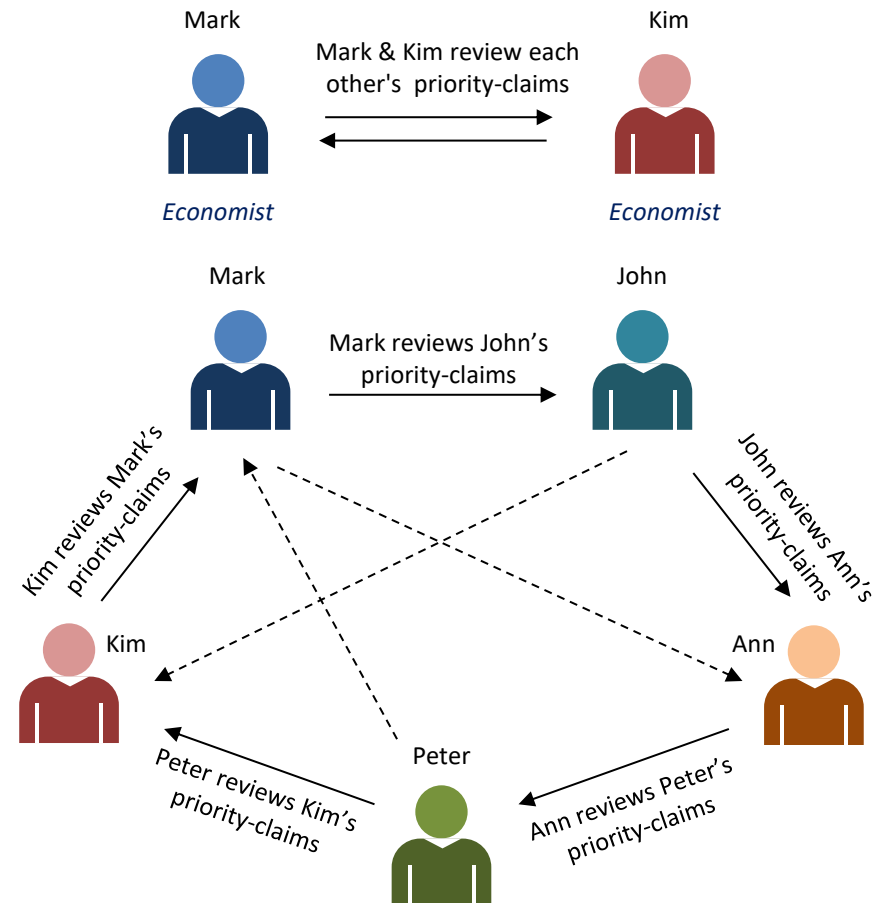 Mark
Kim
Mark & Kim review each
other's priority-claims
Economist
Economist
Mark
John
Mark reviews John’s
priority-claims
Kim reviews Mark’s
priority-claims
John reviews Ann’s
priority-claims
Kim
Ann
Peter
Peter reviews Kim’s
priority-claims
Ann reviews Peter’s
priority-claims